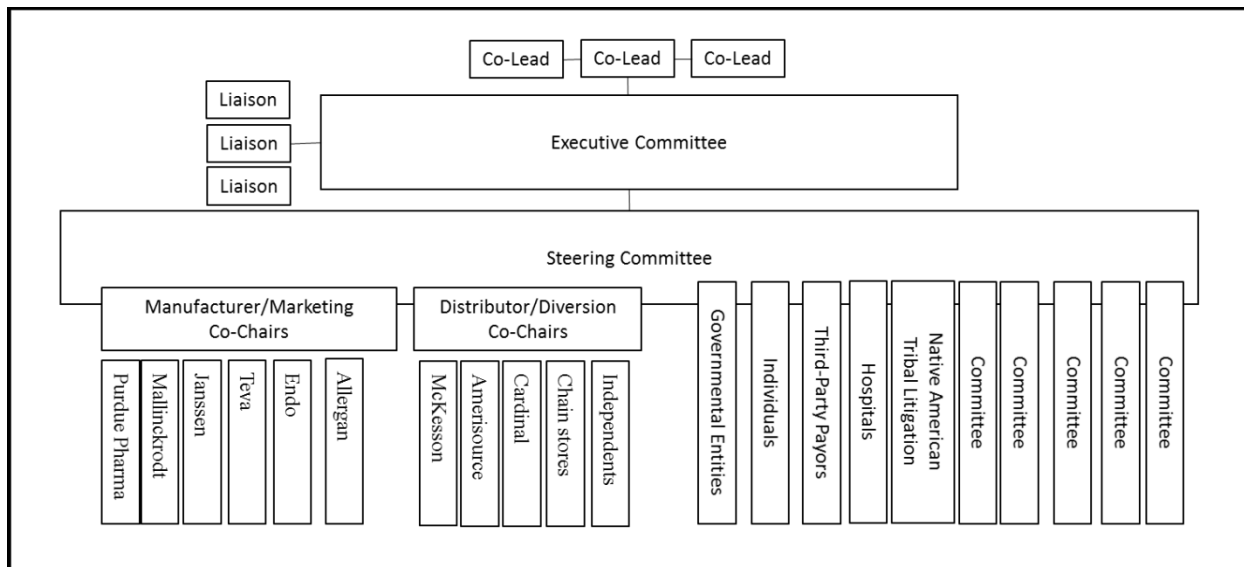 Co-Lead
Co-Lead
Co-Lead
Liaison
Liaison
Liaison
Executive Committee
Steering Committee
Manufacturer/Marketing
Co-Chairs
Distributor/Diversion
Co-Chairs
Purdue Pharma
Mallinckrodt
Janssen
Teva
Endo
Allergan
McKesson
Amerisource
Cardinal
Chain stores
Independents
Governmental Entities
Individuals
Third-Party Payors
Hospitals
Native American
Tribal Litigation
Committee
Committee
Committee
Committee
Committee